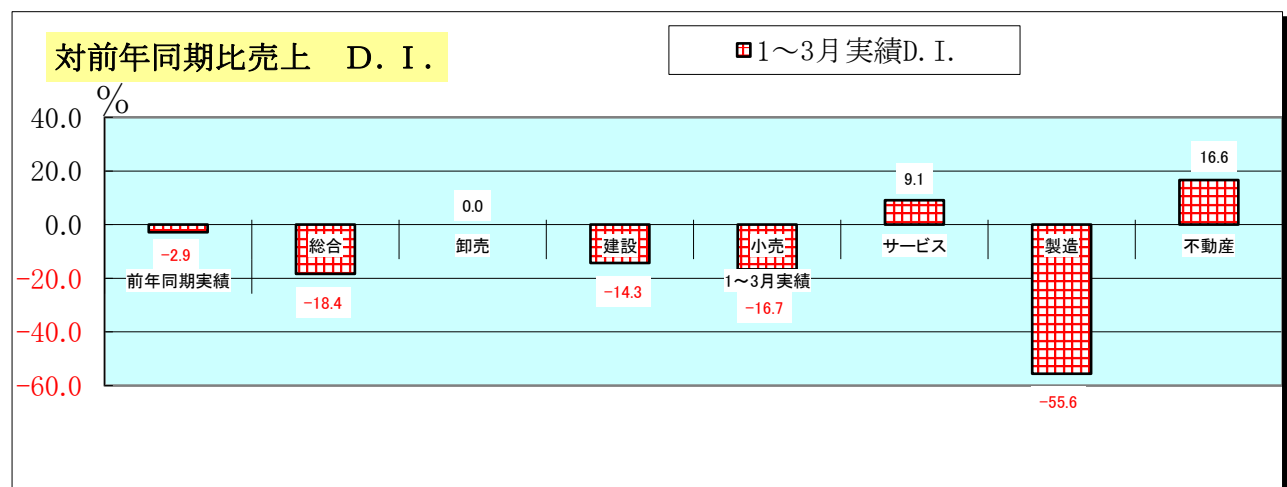 対前年同期比売上　D. I.
1～3月実績D.I.
%
40.0
20.0
0.0
-20.0
-40.0
-60.0
-2.9
-18.4
0.0
-14.3
-16.7
9.1
-55.6
16.6
総合
卸売
建設
小売
サービス
製造
不動産
前年同期実績
1～3月実績